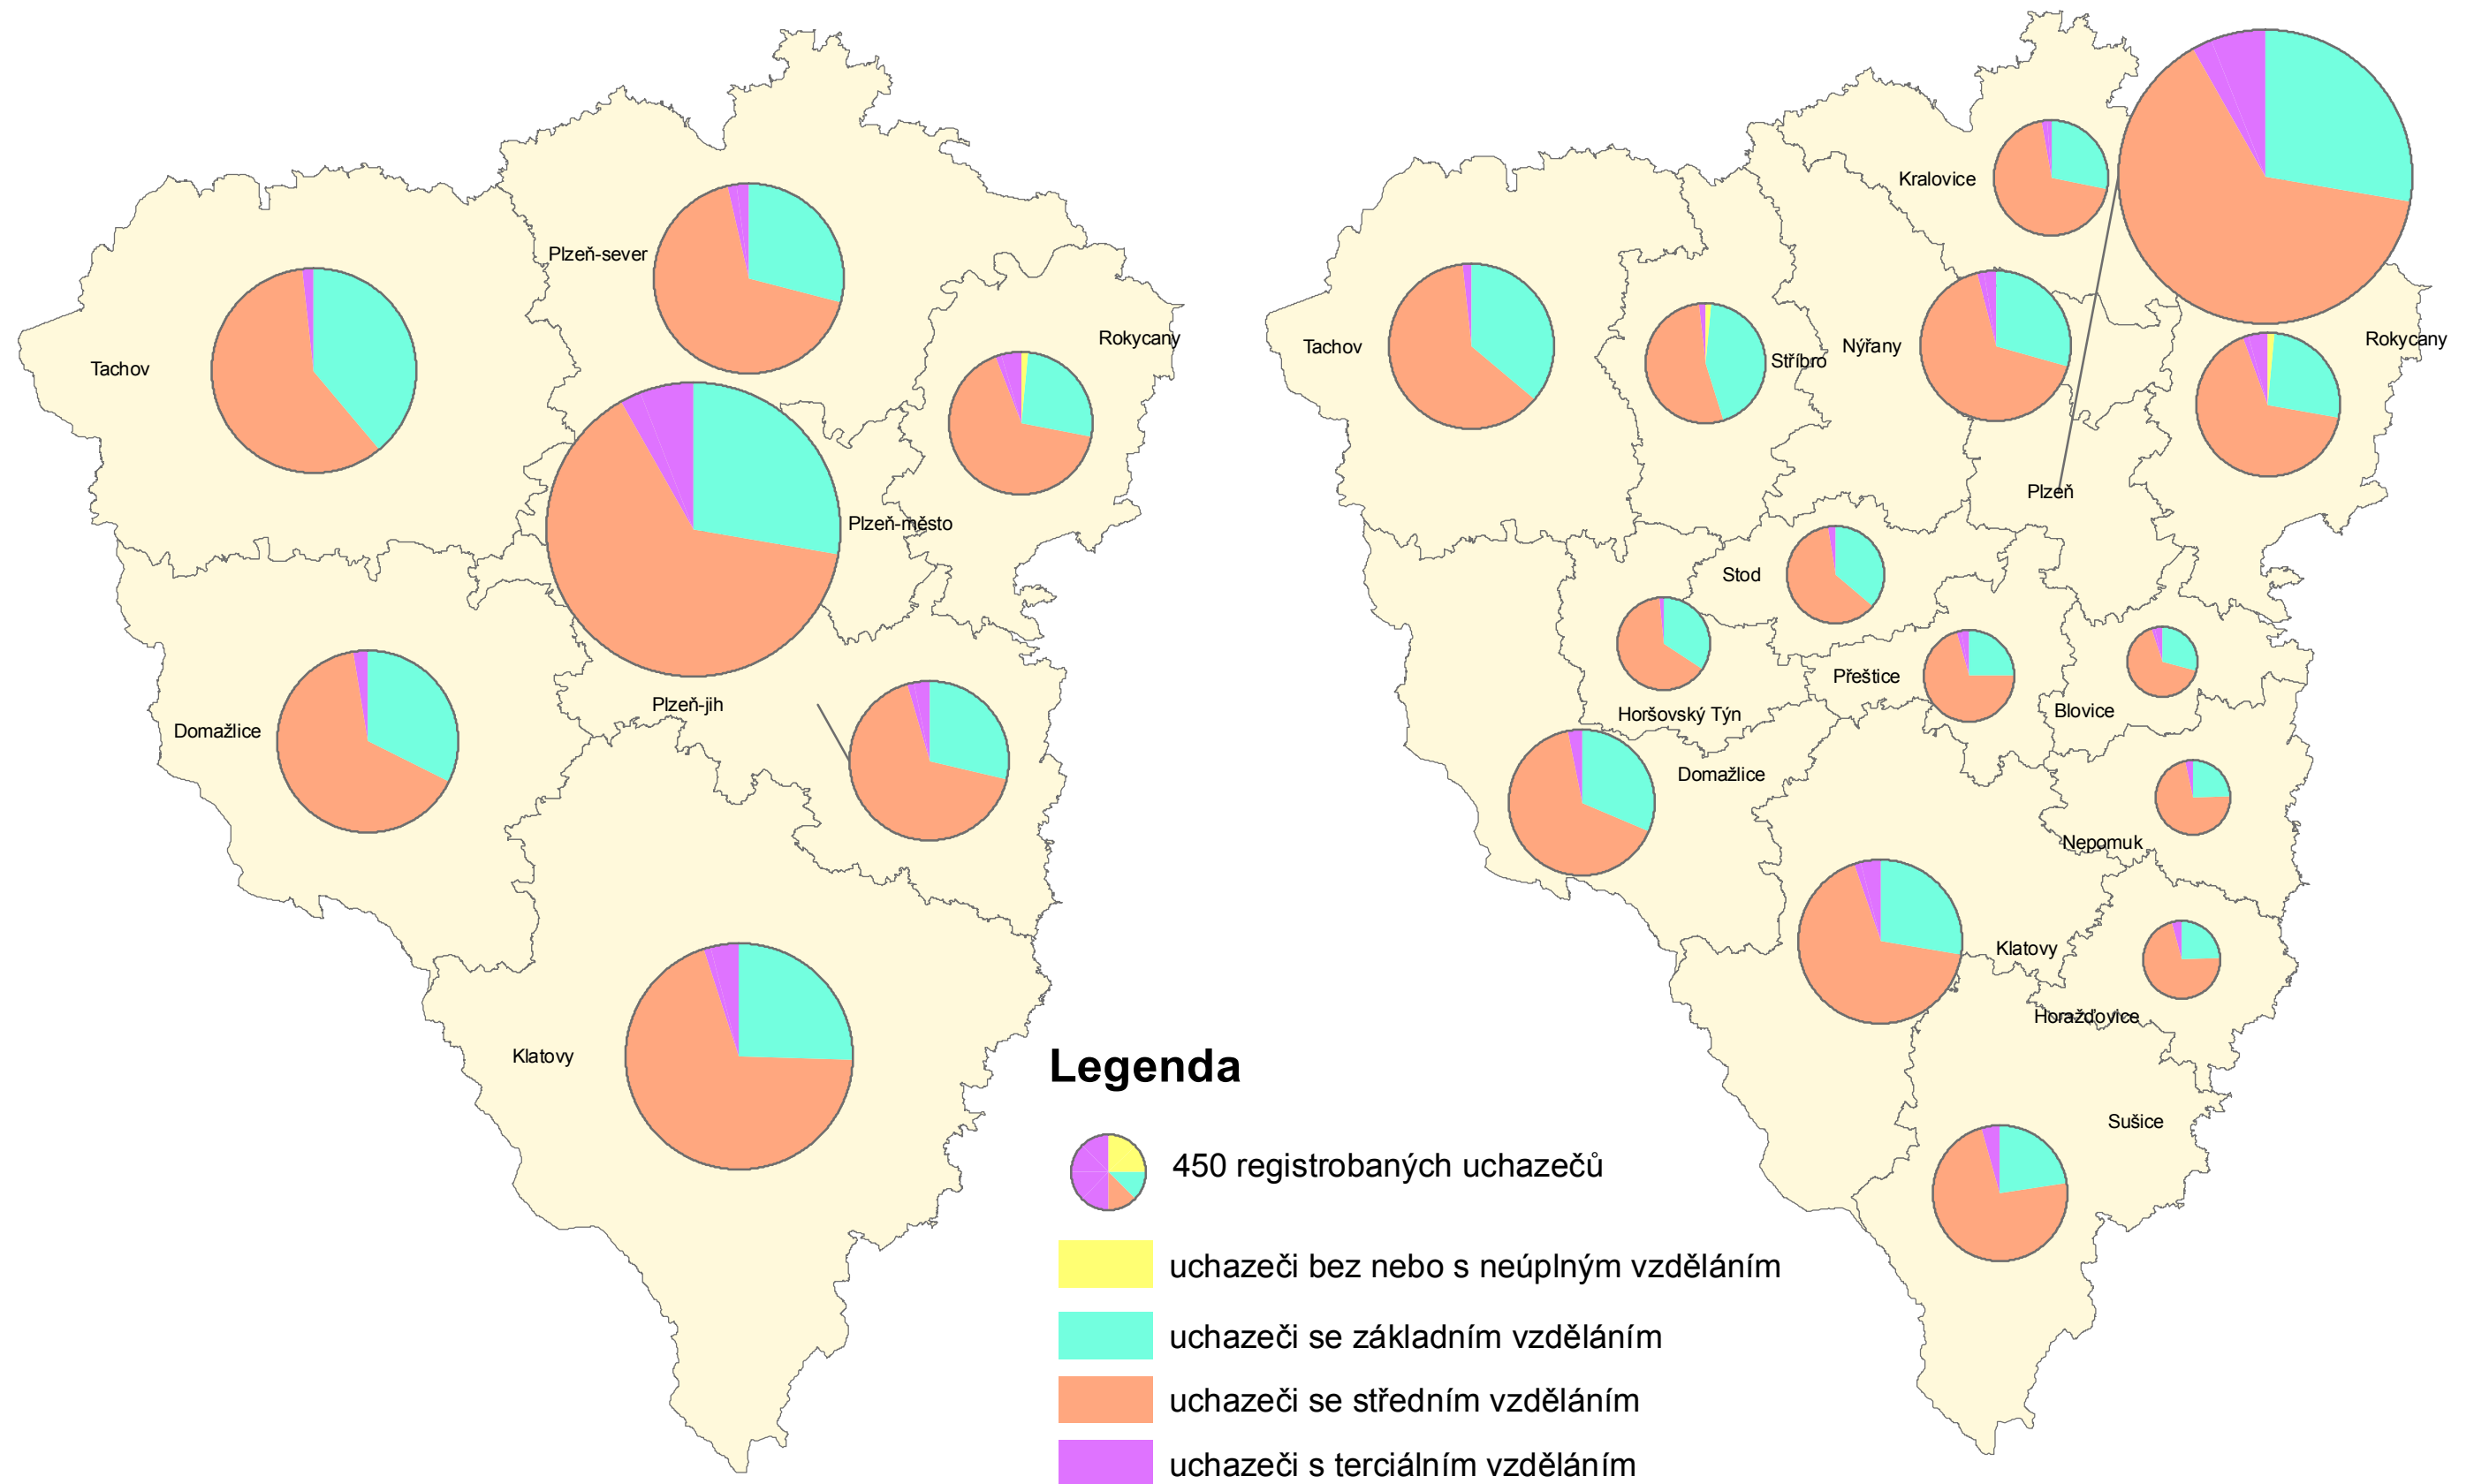 Plzeň-sever
Rokycany
Tachov
Plzeň-město
Plzeň-jih
Domažlice
Klatovy
Kralovice
Tachov
Stříbro
Nýřany
Rokycany
Plzeň
Stod
Přeštice
Horšovský Týn
Blovice
Domažlice
Nepomuk
Klatovy
Horažďovice
Sušice
Legenda
450 registrobaných uchazečů
uchazeči bez nebo s neúplným vzděláním
uchazeči se základním vzděláním
uchazeči se středním vzděláním
uchazeči s terciálním vzděláním